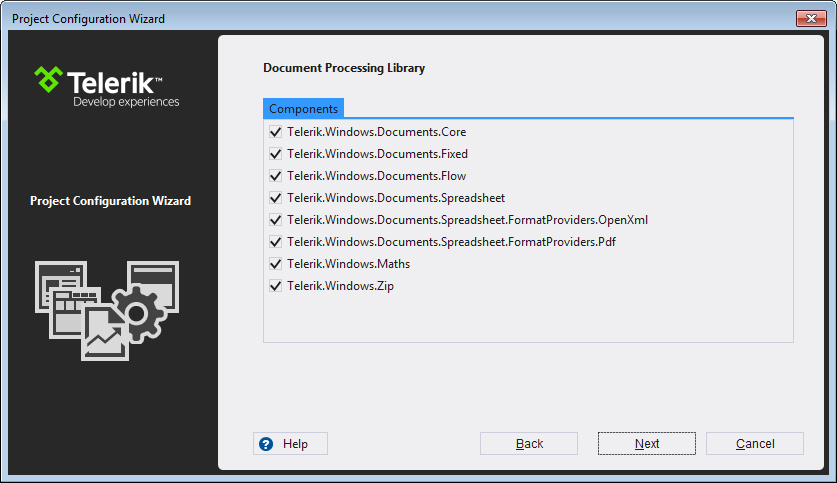 Project Configuration Wizard
Telerik™
Develop experiences
Project Configuration Wizard
Document Processing Library
Components
Telerik.Windows.Documents.Core
Telerik.Windows.Documents.Fixed
Telerik.Windows.Documents.Flow
Telerik.Windows.Documents.Spreadsheet
Telerik.Windows.Documents.Spreadsheet.FormatProviders.OpenXml
Telerik.Windows.Documents.Spreadsheet.FormatProviders.Pdf
Telerik.Windows.Maths
Telerik.Windows.Zip
? Help
Back
Next
Cancel